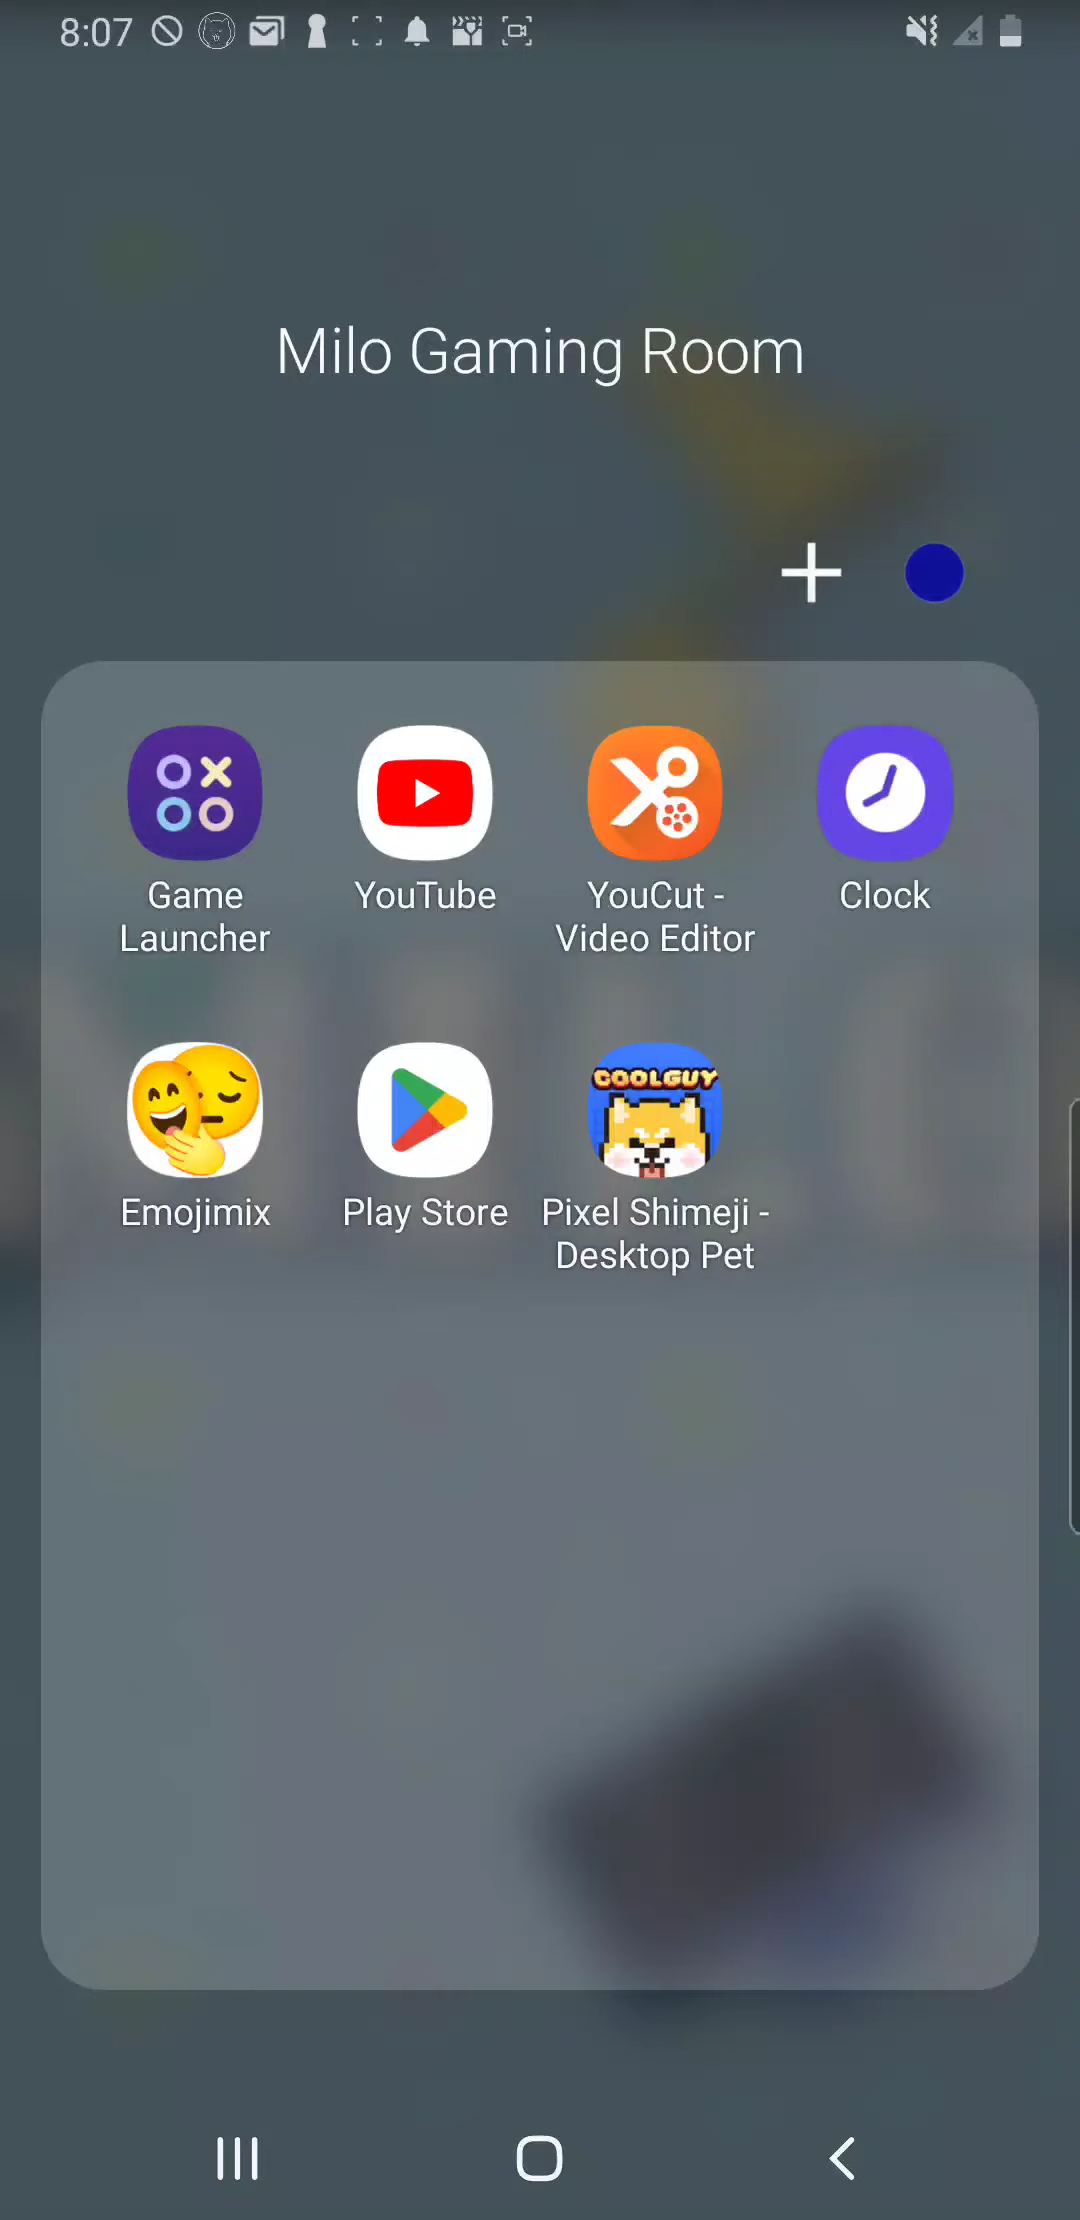 8:07
Milo Gaming Room
Game
Launcher
YouTube
YouCut -
Video Editor
Clock
COOLGUY
Emojimix
Play Store
Pixel Shimeji -
Desktop Pet